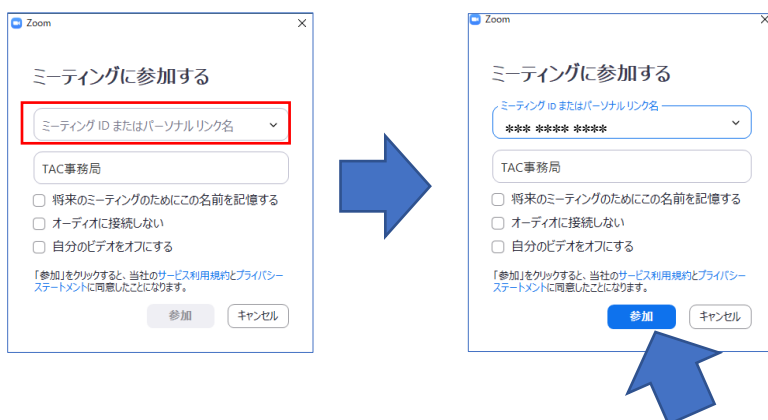 Zoom
ミーティングに参加する
ミーティング ID またはパーソナルリンク名
TAC事務局
将来のミーティングのためにこの名前を記憶する
オーディオに接続しない
自分のビデオをオフにする
「参加」をクリックすると、当社のサービス利用規約とプライバシー
ステートメントに同意したことになります。
参加
キャンセル
Zoom
ミーティングに参加する
ミーティング ID またはパーソナルリンク名
*** **** ****
TAC事務局
将来のミーティングのためにこの名前を記憶する
オーディオに接続しない
自分のビデオをオフにする
「参加」をクリックすると、当社のサービス利用規約とプライバシー
ステートメントに同意したことになります。
参加
キャンセル